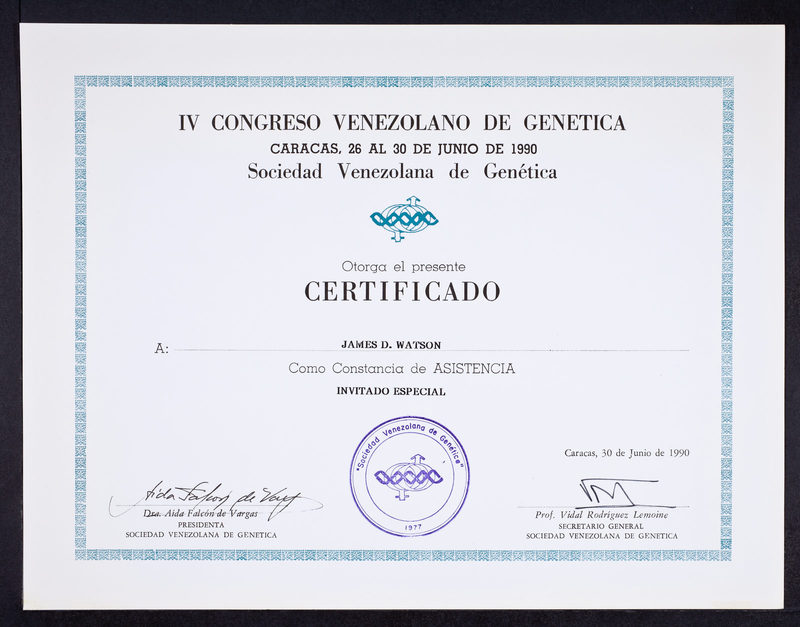 IV CONGRESO VENEZOLANO DE GENETICA
CARACAS, 26 AL 30 DE JUNIO DE 1990
Sociedad Venezolana de Genética
Otorga el presente
CERTIFICADO
A: JAMES D. WATSON
Como Constancia de ASISTENCIA
INVITADO ESPECIAL
"Sociedad Venezolana de Genética"
1977
Caracas, 30 de Junio de 1990
Aida Falcón de Vargas
Dra. Aida Falcón de Vargas
PRESIDENTA
SOCIEDAD VENEZOLANA DE GENETICA
Prof. Vidal Rodríguez Lemoine
SECRETARIO GENERAL
SOCIEDAD VENEZOLANA DE GENETICA